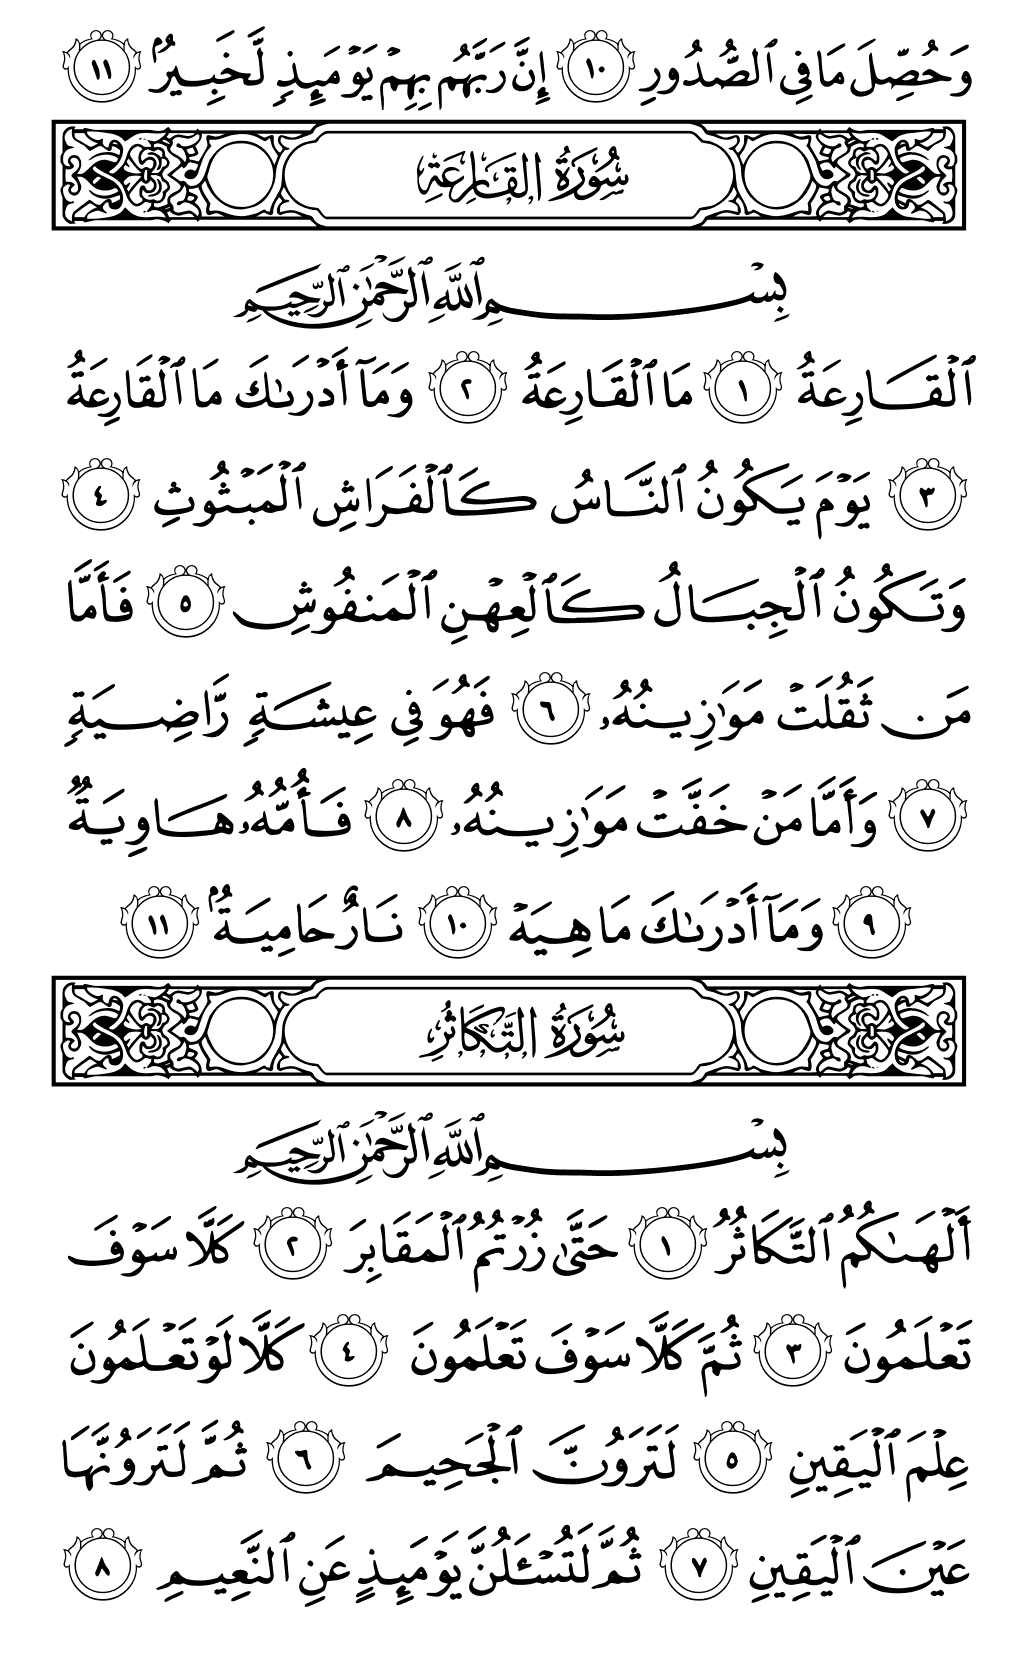 وَحُصِّلَ مَا فِي ٱلصُّدُورِ ١٠ إِنَّ رَبَّهُم بِهِمۡ يَوۡمَئِذٖ لَّخَبِيرُۢ ١١
سُورَةُ القَارِعَةِ
بِسۡمِ ٱللَّهِ ٱلرَّحۡمَٰنِ ٱلرَّحِيمِ
ٱلۡقَارِعَةُ ١ مَا ٱلۡقَارِعَةُ ٢ وَمَآ أَدۡرَىٰكَ مَا ٱلۡقَارِعَةُ
٣ يَوۡمَ يَكُونُ ٱلنَّاسُ كَٱلۡفَرَاشِ ٱلۡمَبۡثُوثِ ٤
وَتَكُونُ ٱلۡجِبَالُ كَٱلۡعِهۡنِ ٱلۡمَنفُوشِ ٥ فَأَمَّا
مَن ثَقُلَتۡ مَوَٰزِينُهُۥ ٦ فَهُوَ فِي عِيشَةٖ رَّاضِيَةٖ
٧ وَأَمَّا مَنۡ خَفَّتۡ مَوَٰزِينُهُۥ ٨ فَأُمُّهُۥ هَاوِيَةٞ
٩ وَمَآ أَدۡرَىٰكَ مَا هِيَهۡ ١٠ نَارٌ حَامِيَةُۢ ١١
سُورَةُ التَّكَاثُرِ
بِسۡمِ ٱللَّهِ ٱلرَّحۡمَٰنِ ٱلرَّحِيمِ
أَلۡهَىٰكُمُ ٱلتَّكَاثُرُ ١ حَتَّىٰ زُرۡتُمُ ٱلۡمَقَابِرَ ٢ كَلَّا سَوۡفَ
تَعۡلَمُونَ ٣ ثُمَّ كَلَّا سَوۡفَ تَعۡلَمُونَ ٤ كَلَّا لَوۡ تَعۡلَمُونَ
عِلۡمَ ٱلۡيَقِينِ ٥ لَتَرَوُنَّ ٱلۡجَحِيمَ ٦ ثُمَّ لَتَرَوُنَّهَا
عَيۡنَ ٱلۡيَقِينِ ٧ ثُمَّ لَتُسۡـَٔلُنَّ يَوۡمَئِذٍ عَنِ ٱلنَّعِيمِ ٨